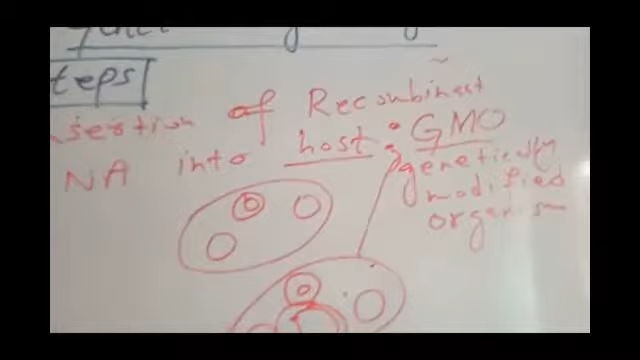 teps
sertion of Recombinant
NA into host : GMO
genetically
modified
organism